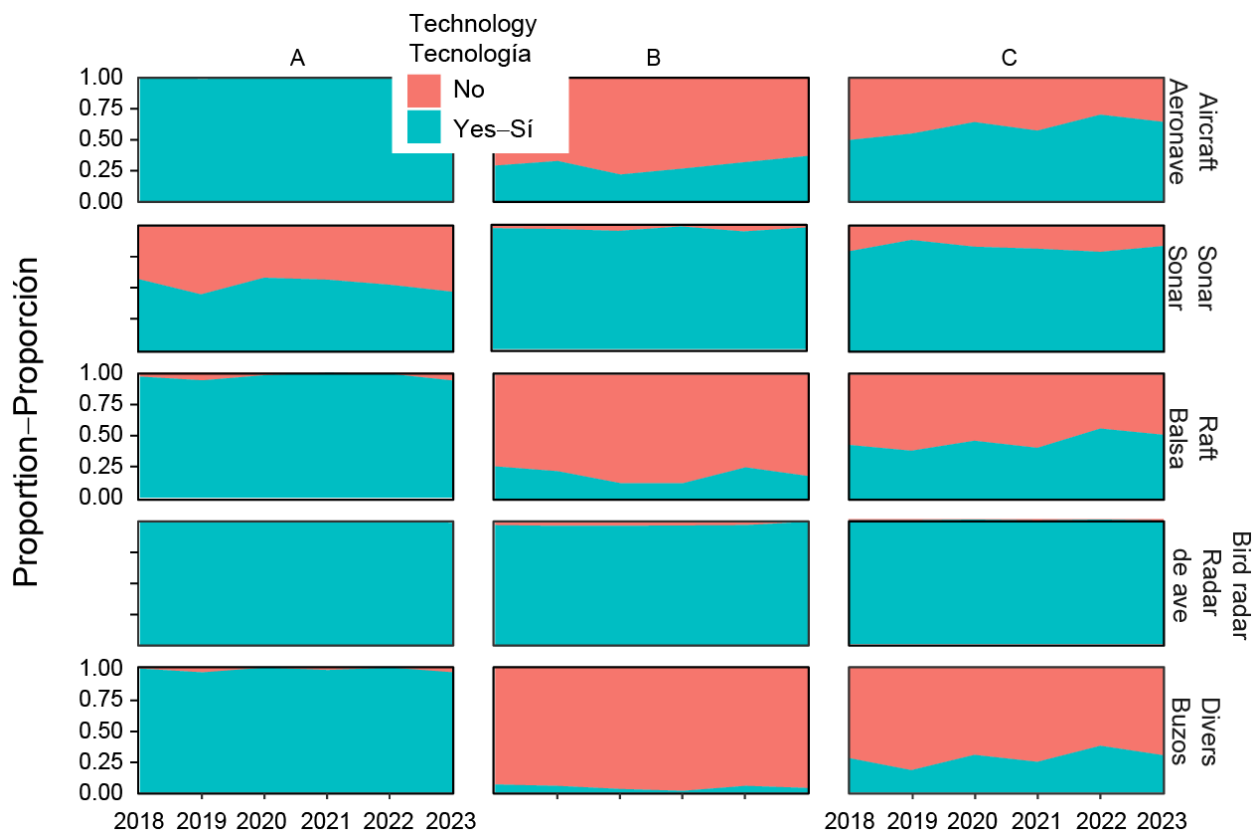 Technology
Tecnología
No
Yes–Sí
A
B
C
Proportion–Proporción
1.00
0.75
0.50
0.25
0.00
Aircraft
Aeronave
Sonar
Sonar
1.00
0.75
0.50
0.25
0.00
Raft
Balsa
Bird radar
Radar
de ave
1.00
0.75
0.50
0.25
0.00
Divers
Buzos
2018 2019 2020 2021 2022 2023
2018 2019 2020 2021 2022 2023